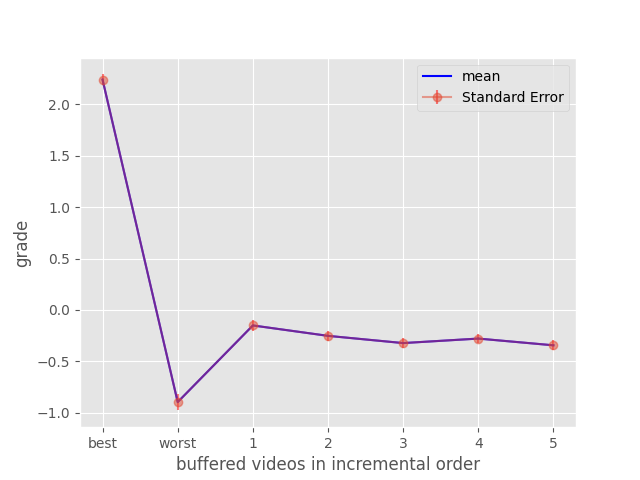 mean
Standard Error
2.0
1.5
1.0
0.5
0.0
−0.5
−1.0
grade
best worst 1 2 3 4 5
buffered videos in incremental order